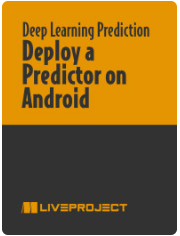 Deep Learning Prediction
Deploy a
Predictor on
Android
LIVEPROJECT